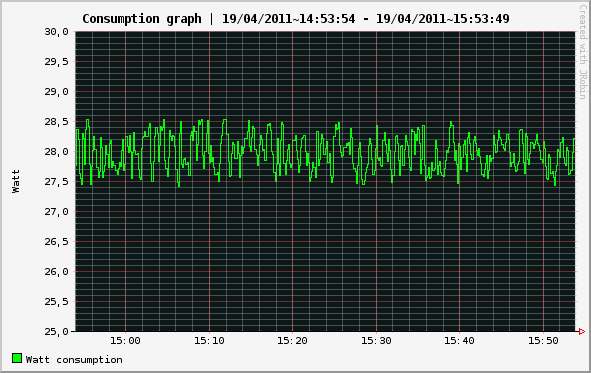 Consumption graph | 19/04/2011~14:53:54 - 19/04/2011~15:53:49
Created with JRobin
Watt
30,0
29,5
29,0
28,5
28,0
27,5
27,0
26,5
26,0
25,5
25,0
15:00 15:10 15:20 15:30 15:40 15:50
Watt consumption